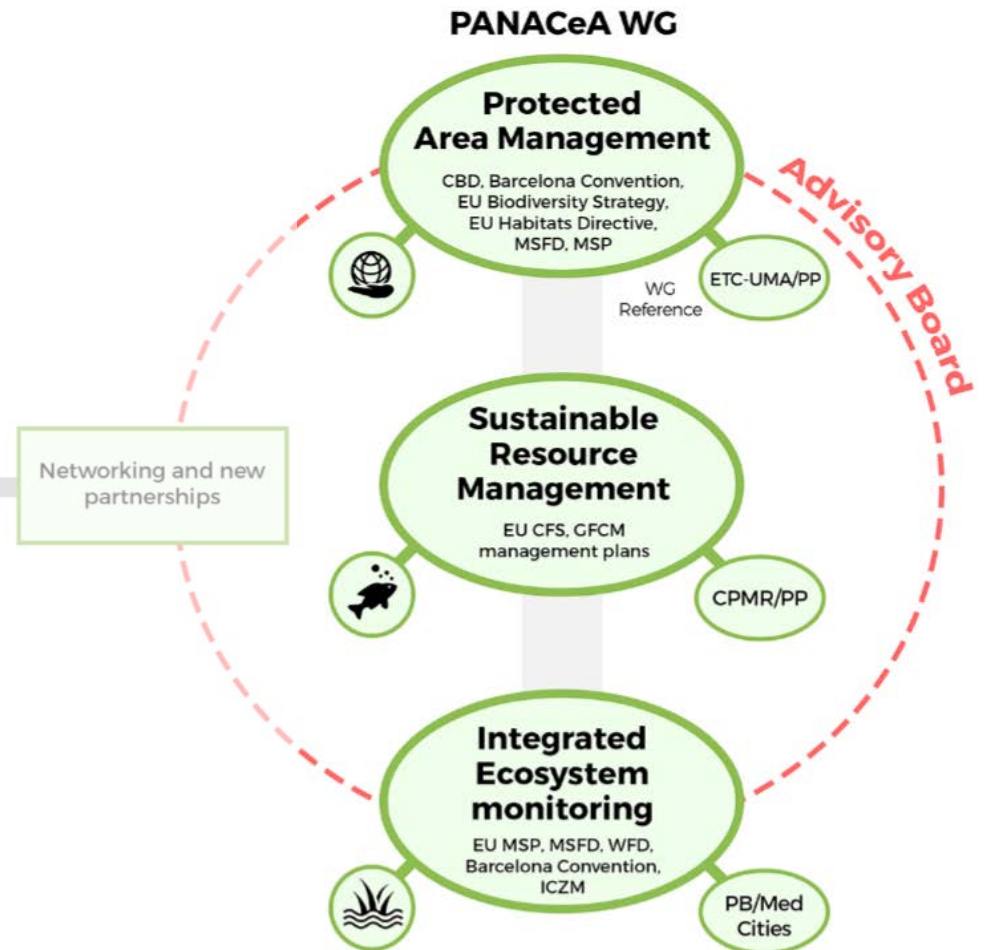 PANACeA WG
Protected
Area Management
CBD, Barcelona Convention,
EU Biodiversity Strategy,
EU Habitats Directive,
MSFD, MSP
WG
Reference
ETC-UMA/PP
Advisory Board
Networking and new
partnerships
Sustainable
Resource
Management
EU CFS, GFCM
management plans
CPMR/PP
Integrated
Ecosystem
monitoring
EU MSP, MSFD, WFD,
Barcelona Convention,
ICZM
PB/Med
Cities